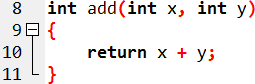 8 int add(int x, int y)
9 {
10     return x + y;
11 }